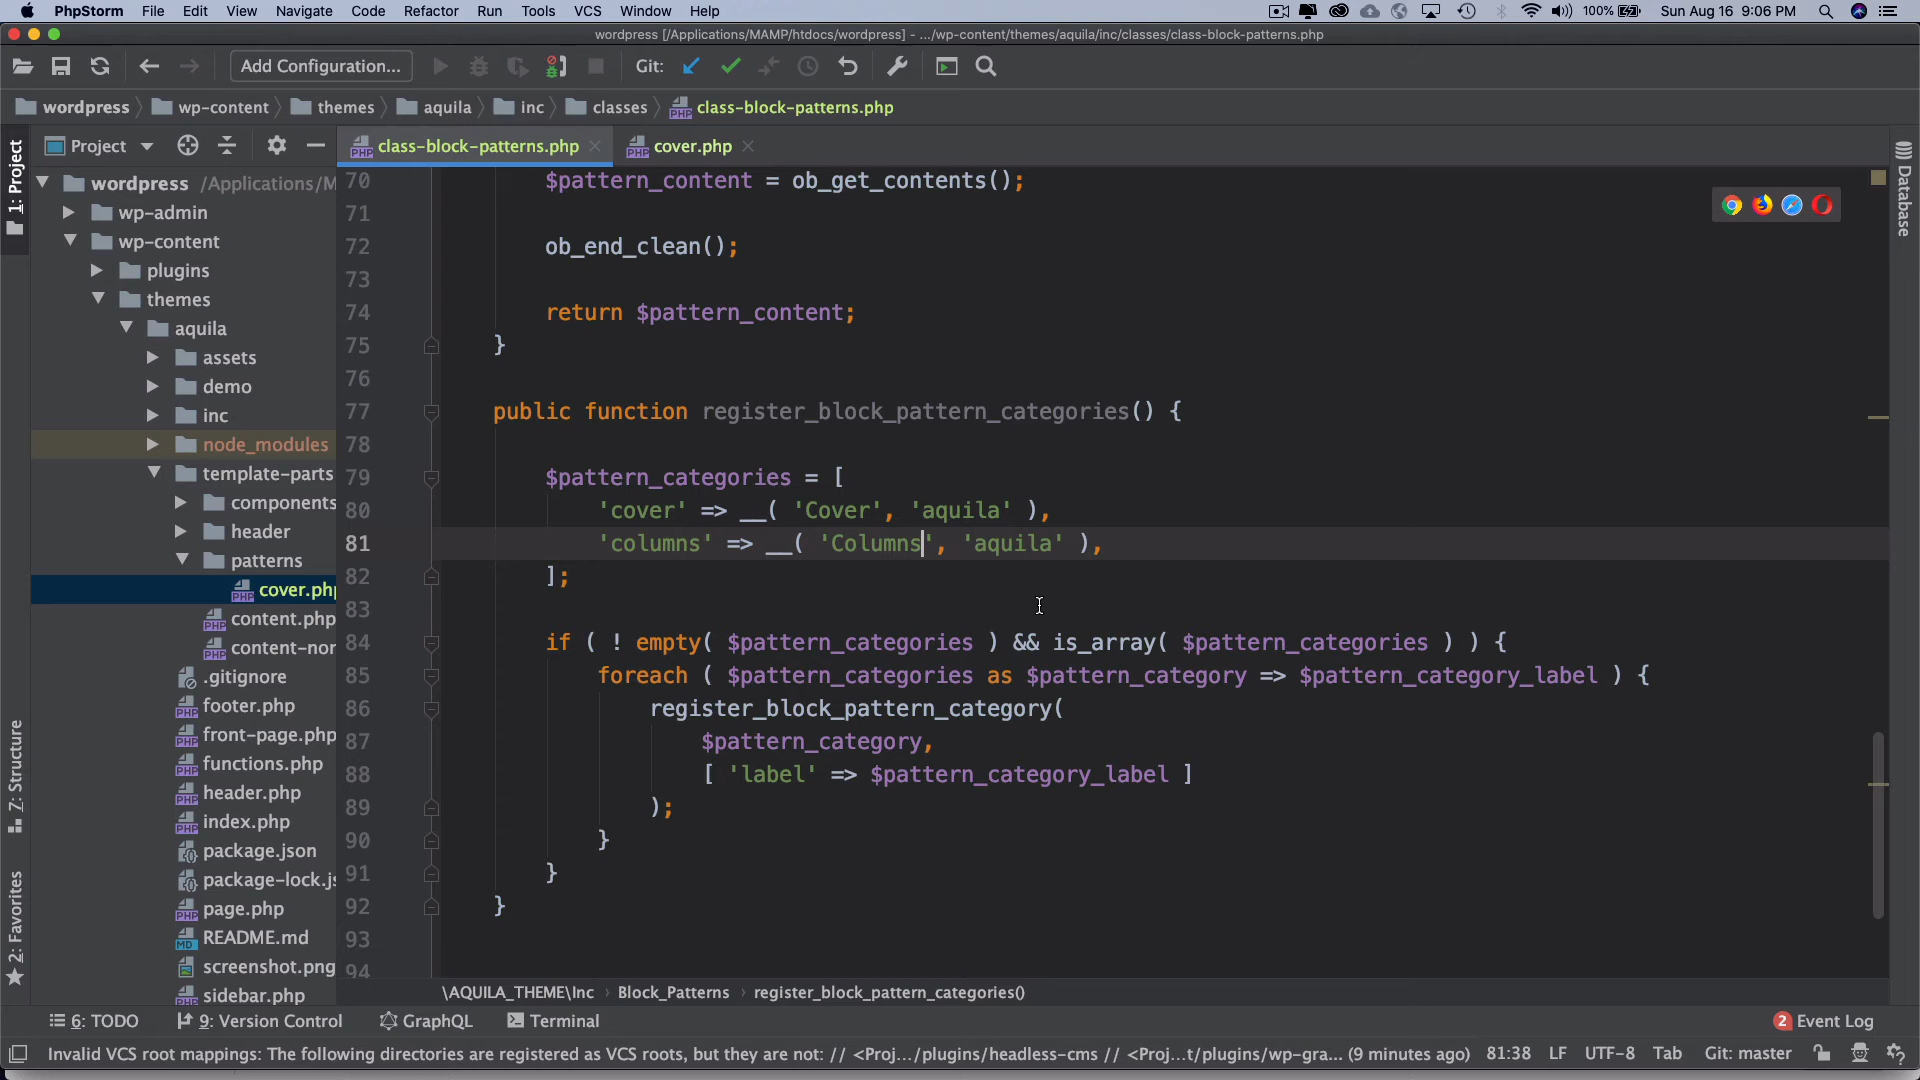 PhpStorm File Edit View Navigate Code Refactor Run Tools VCS Window Help 100% Sun Aug 16 9:06 PM
wordpress [/Applications/MAMP/htdocs/wordpress] - .../wp-content/themes/aquila/inc/classes/class-block-patterns.php
Add Configuration... Git:
wordpress wp-content themes aquila inc classes class-block-patterns.php
Project class-block-patterns.php cover.php
1: Project
7: Structure
2: Favorites
Database
wordpress /Applications/M
wp-admin
wp-content
plugins
themes
aquila
assets
demo
inc
node_modules
template-parts
components
header
patterns
cover.php
content.php
content-nor
.gitignore
footer.php
front-page.php
functions.php
header.php
index.php
package.json
package-lock.js
page.php
README.md
screenshot.png
sidebar.php
70 $pattern_content = ob_get_contents();
71
72 ob_end_clean();
73
74 return $pattern_content;
75 }
76
77 public function register_block_pattern_categories() {
78
79 $pattern_categories = [
80 'cover' => __( 'Cover', 'aquila' ),
81 'columns' => __( 'Columns', 'aquila' ),
82 ];
83
84 if ( ! empty( $pattern_categories ) && is_array( $pattern_categories ) ) {
85 foreach ( $pattern_categories as $pattern_category => $pattern_category_label ) {
86 register_block_pattern_category(
87 $pattern_category,
88 [ 'label' => $pattern_category_label ]
89 );
90 }
91 }
92 }
93
94
\AQUILA_THEME\Inc Block_Patterns register_block_pattern_categories()
6: TODO 9: Version Control GraphQL Terminal 2 Event Log
Invalid VCS root mappings: The following directories are registered as VCS roots, but they are not: // <Proj.../plugins/headless-cms // <Proj...t/plugins/wp-gra... (9 minutes ago) 81:38 LF UTF-8 Tab Git: master